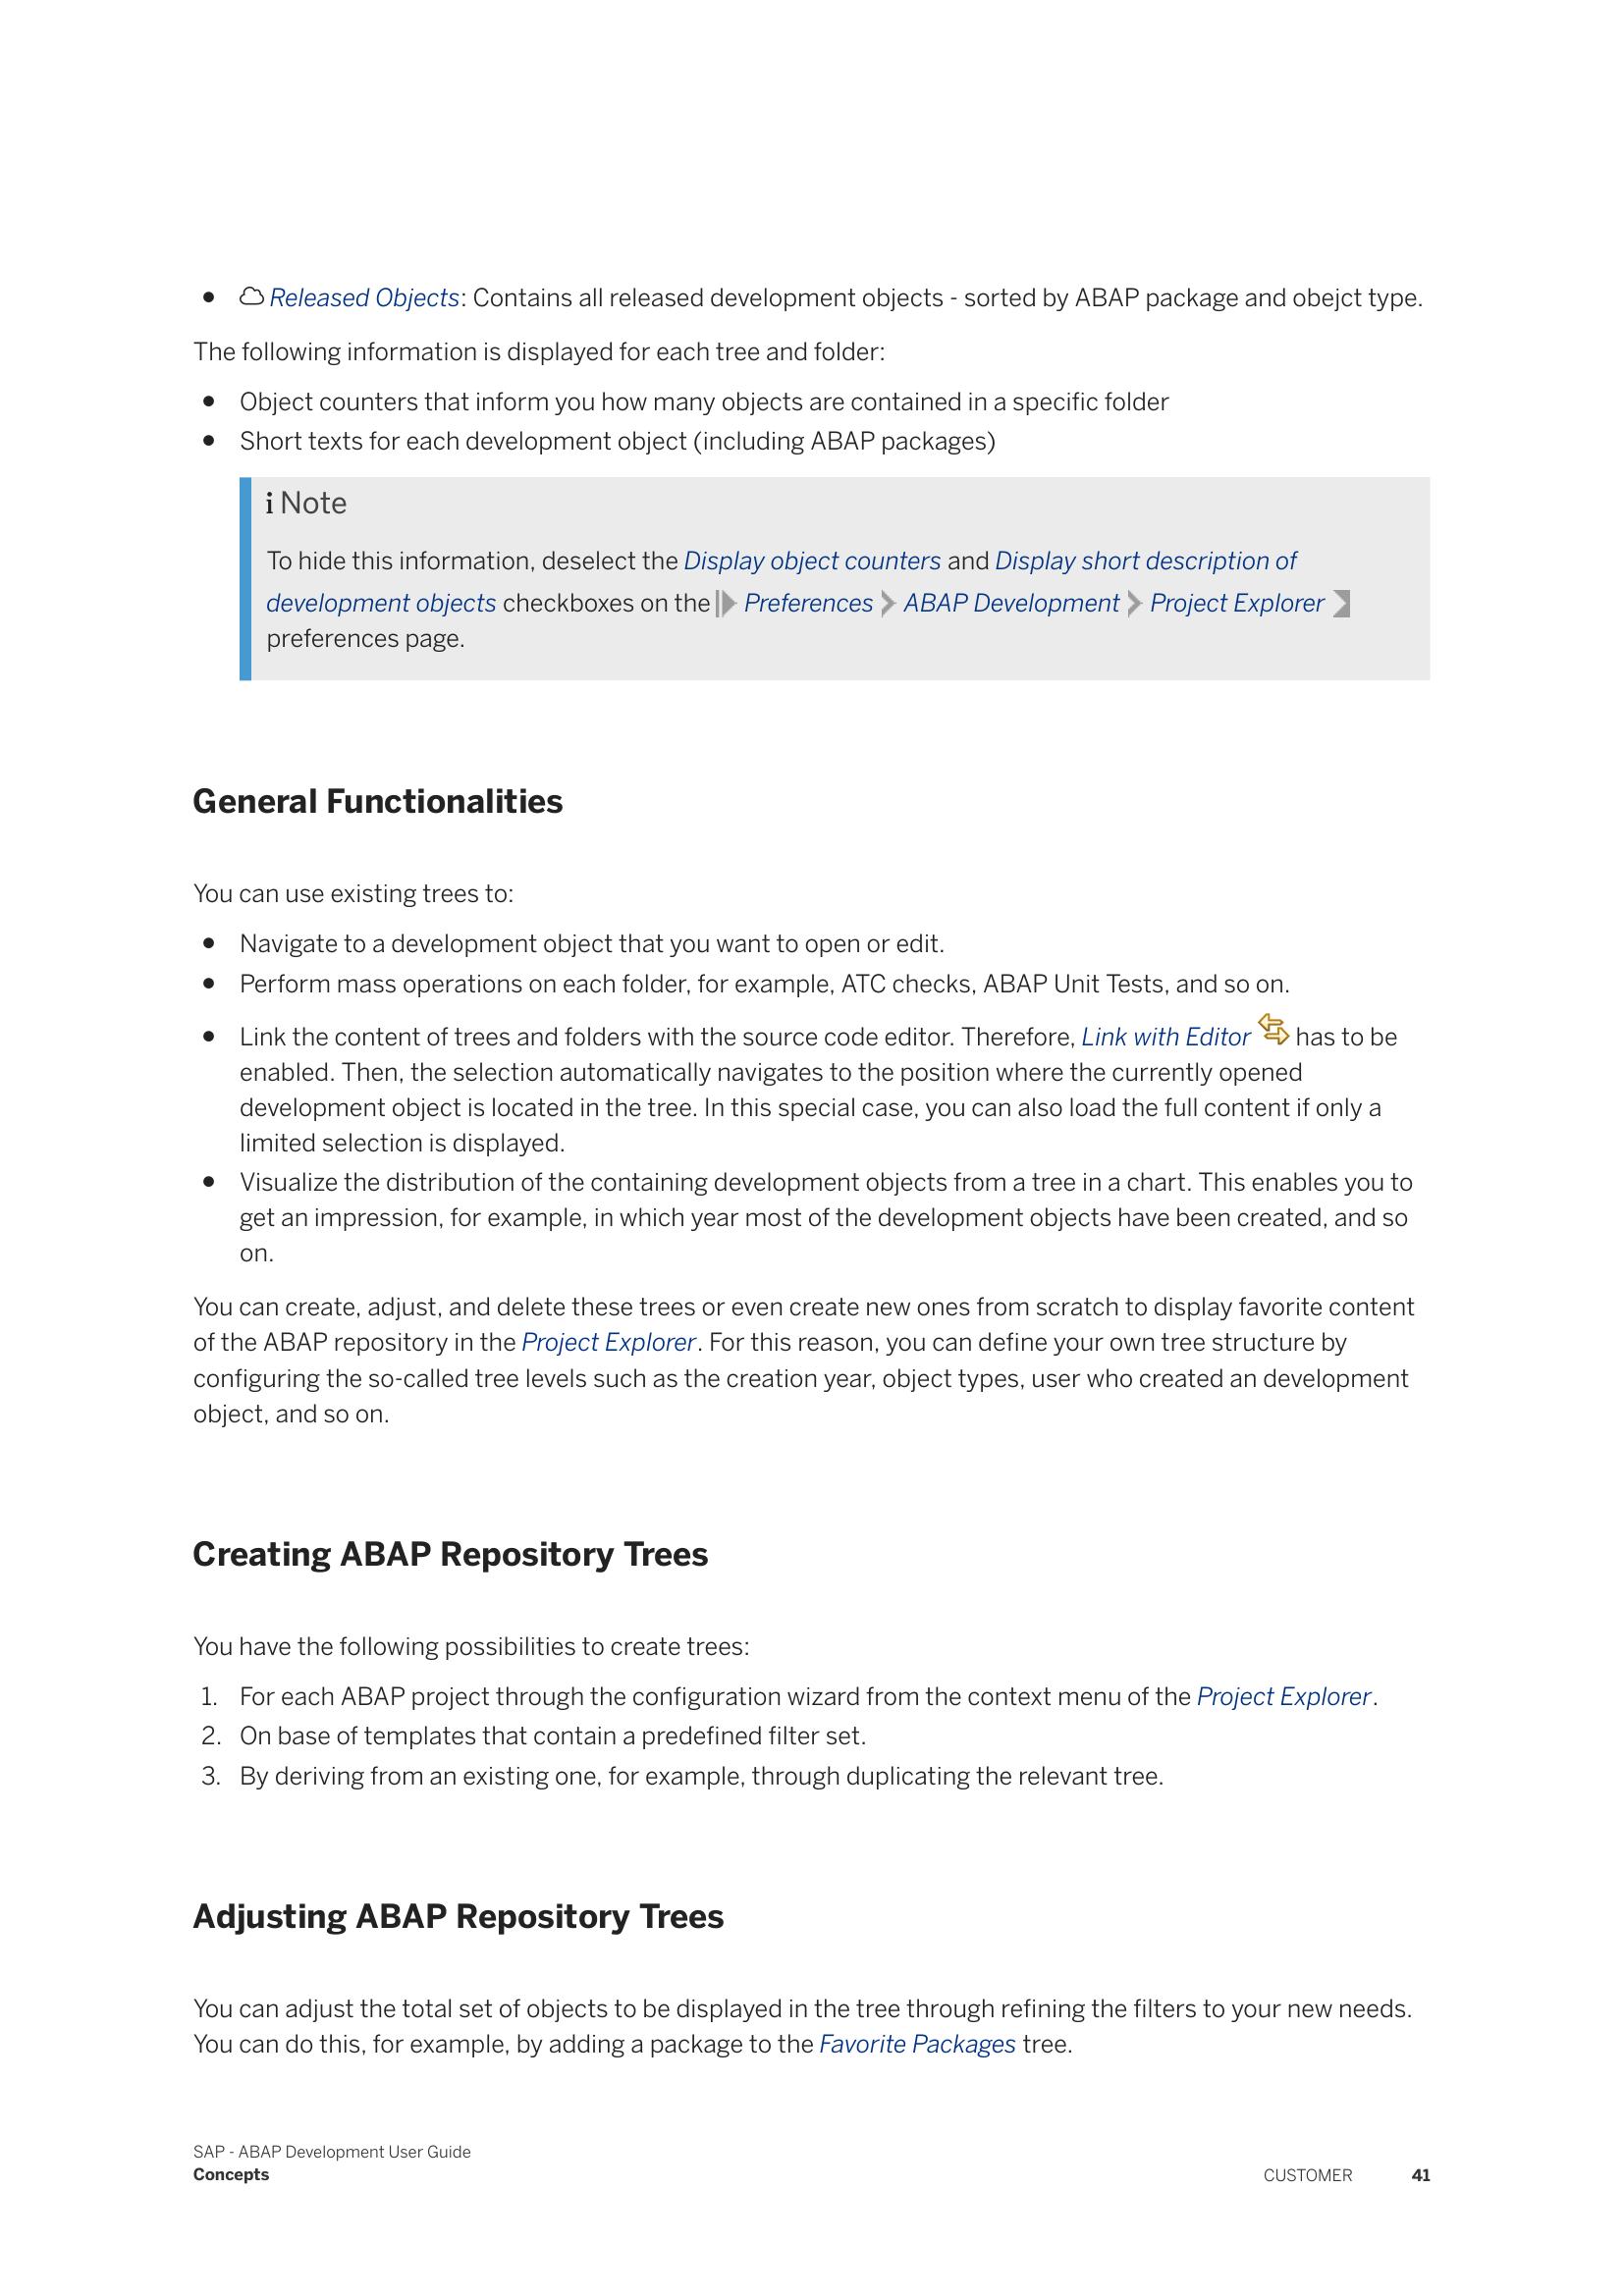 • Released Objects: Contains all released development objects - sorted by ABAP package and obejct type.
The following information is displayed for each tree and folder:
• Object counters that inform you how many objects are contained in a specific folder
• Short texts for each development object (including ABAP packages)
i Note
To hide this information, deselect the Display object counters and Display short description of
development objects checkboxes on the Preferences ABAP Development Project Explorer
preferences page.
General Functionalities
You can use existing trees to:
• Navigate to a development object that you want to open or edit.
• Perform mass operations on each folder, for example, ATC checks, ABAP Unit Tests, and so on.
• Link the content of trees and folders with the source code editor. Therefore, Link with Editor has to be
enabled. Then, the selection automatically navigates to the position where the currently opened
development object is located in the tree. In this special case, you can also load the full content if only a
limited selection is displayed.
• Visualize the distribution of the containing development objects from a tree in a chart. This enables you to
get an impression, for example, in which year most of the development objects have been created, and so
on.
You can create, adjust, and delete these trees or even create new ones from scratch to display favorite content
of the ABAP repository in the Project Explorer. For this reason, you can define your own tree structure by
configuring the so-called tree levels such as the creation year, object types, user who created an development
object, and so on.
Creating ABAP Repository Trees
You have the following possibilities to create trees:
1. For each ABAP project through the configuration wizard from the context menu of the Project Explorer.
2. On base of templates that contain a predefined filter set.
3. By deriving from an existing one, for example, through duplicating the relevant tree.
Adjusting ABAP Repository Trees
You can adjust the total set of objects to be displayed in the tree through refining the filters to your new needs.
You can do this, for example, by adding a package to the Favorite Packages tree.
SAP - ABAP Development User Guide
Concepts
CUSTOMER 41